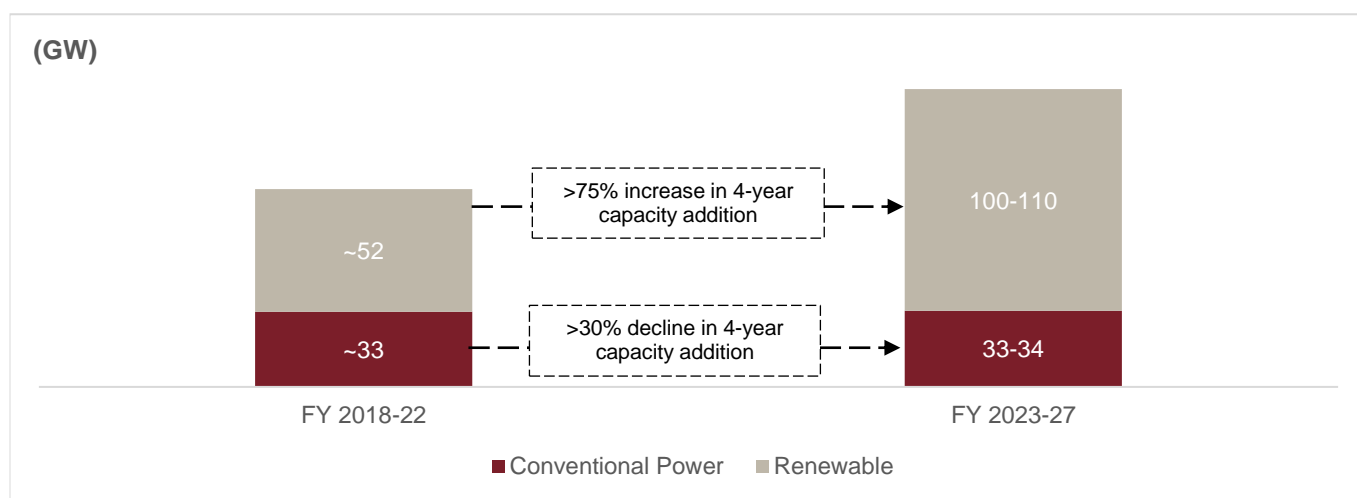 (GW)
>75% increase in 4-year
capacity addition
100-110
~52
>30% decline in 4-year
capacity addition
~33
33-34
FY 2018-22
FY 2023-27
Conventional Power
Renewable